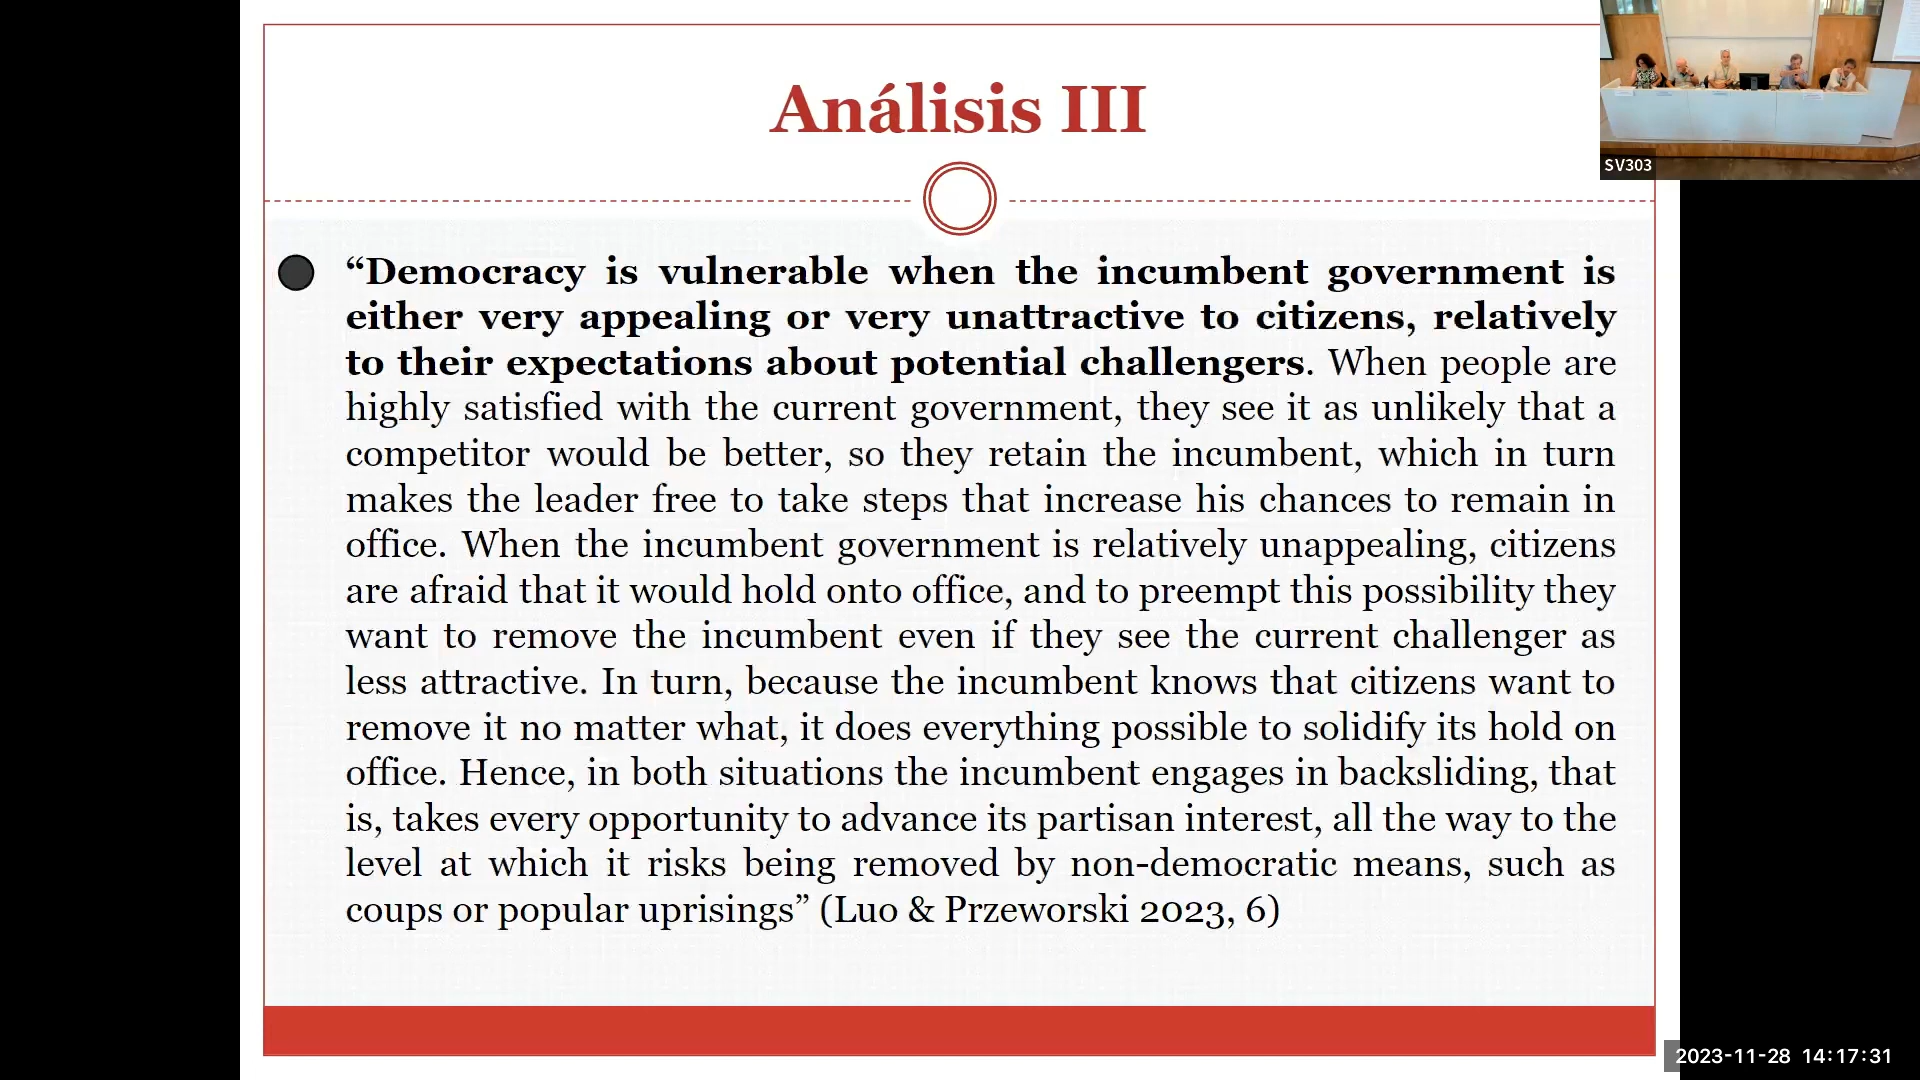 Análisis III
SV303
“Democracy is vulnerable when the incumbent government is
either very appealing or very unattractive to citizens, relatively
to their expectations about potential challengers. When people are
highly satisfied with the current government, they see it as unlikely that a
competitor would be better, so they retain the incumbent, which in turn
makes the leader free to take steps that increase his chances to remain in
office. When the incumbent government is relatively unappealing, citizens
are afraid that it would hold onto office, and to preempt this possibility they
want to remove the incumbent even if they see the current challenger as
less attractive. In turn, because the incumbent knows that citizens want to
remove it no matter what, it does everything possible to solidify its hold on
office. Hence, in both situations the incumbent engages in backsliding, that
is, takes every opportunity to advance its partisan interest, all the way to the
level at which it risks being removed by non-democratic means, such as
coups or popular uprisings” (Luo & Przeworski 2023, 6)
2023-11-28 14:17:31